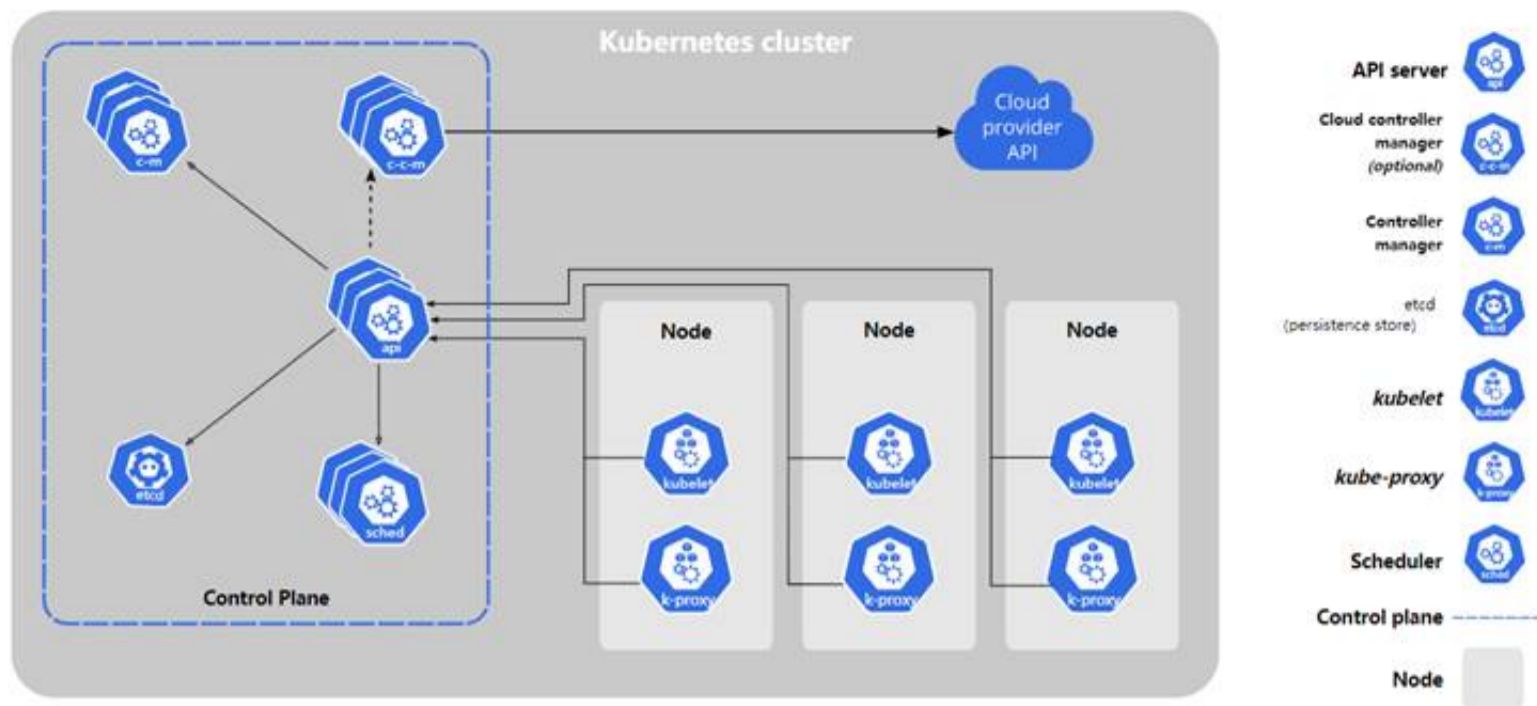 Kubernetes cluster
c-m
c-c-m
Cloud
provider
API
api
etcd
sched
Control Plane
Node
Node
Node
kubelet
kubelet
kubelet
k-proxy
k-proxy
k-proxy
API server
api
Cloud controller
manager
(optional)
c-c-m
Controller
manager
c-m
etcd
(persistence store)
etcd
kubelet
kubelet
kube-proxy
k-proxy
Scheduler
sched
Control plane
Node